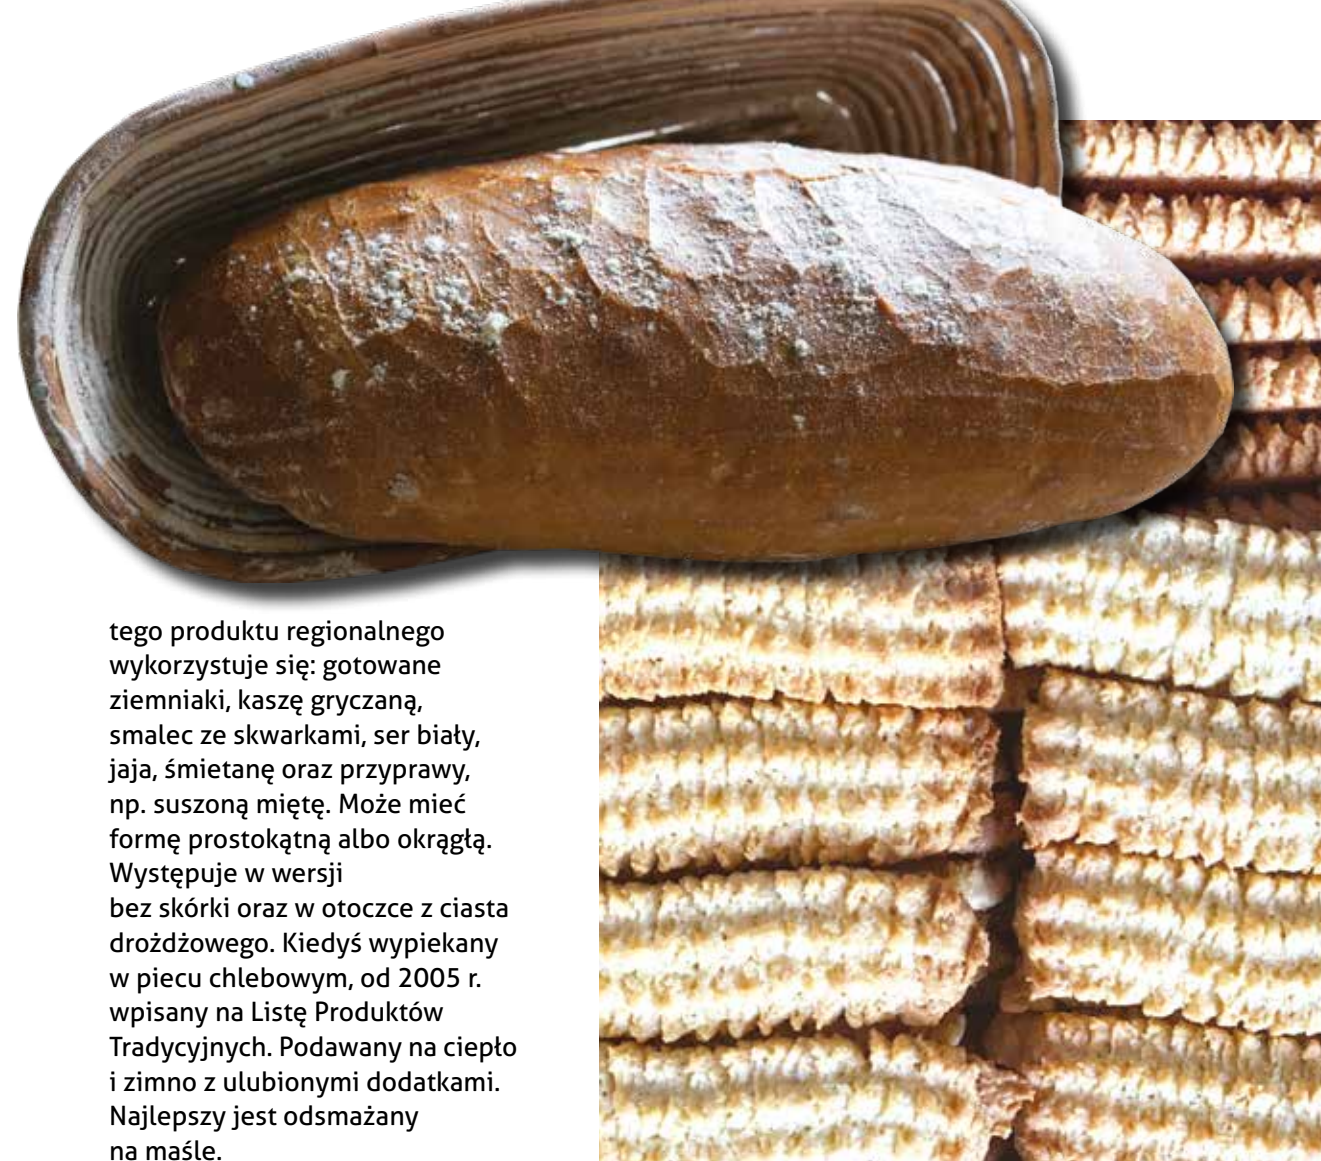 tego produktu regionalnego
wykorzystuje się: gotowane
ziemniaki, kaszę gryczaną,
smalec ze skwarkami, ser biały,
jaja, śmietanę oraz przyprawy,
np. suszoną miętę. Może mieć
formę prostokątną albo okrągłą.
Występuje w wersji
bez skórki oraz w otoczce z ciasta
drożdżowego. Kiedyś wypiekany
w piecu chlebowym, od 2005 r.
wpisany na Listę Produktów
Tradycyjnych. Podawany na ciepło
i zimno z ulubionymi dodatkami.
Najlepszy jest odsmażany
na maśle.